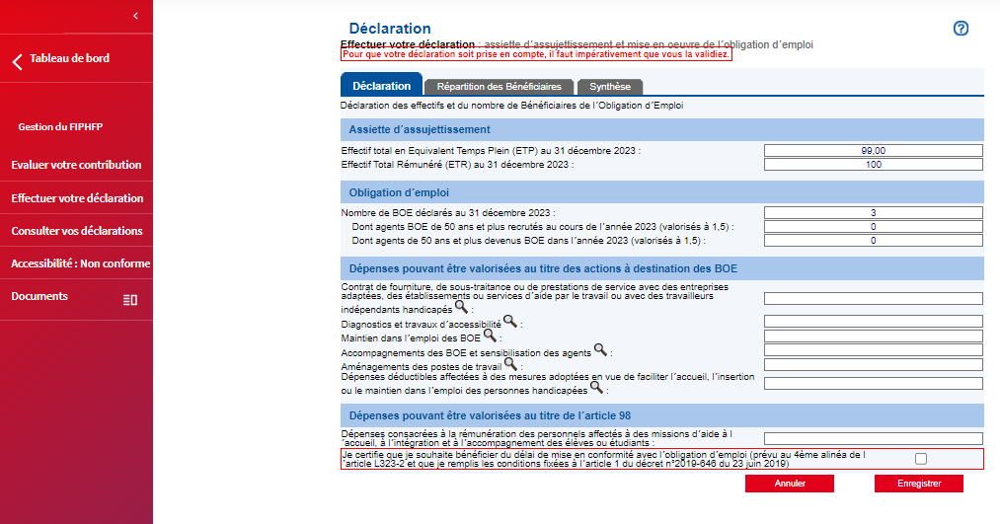 Tableau de bord
Gestion du FIPHFP
Evaluer votre contribution
Effectuer votre déclaration
Consulter vos déclarations
Accessibilité : Non conforme
Documents
Déclaration
?
Effectuer votre déclaration : assiette d´assujettissement et mise en oeuvre de l´obligation d´emploi
Pour que votre déclaration soit prise en compte, il faut impérativement que vous la validiez.
Déclaration Répartition des Bénéficiaires Synthèse
Déclaration des effectifs et du nombre de Bénéficiaires de l´Obligation d´Emploi
Assiette d´assujettissement
Effectif total en Equivalent Temps Plein (ETP) au 31 décembre 2023 : 99,00
Effectif Total Rémunéré (ETR) au 31 décembre 2023 : 100
Obligation d´emploi
Nombre de BOE déclarés au 31 décembre 2023 : 3
Dont agents BOE de 50 ans et plus recrutés au cours de l´année 2023 (valorisés à 1,5) : 0
Dont agents de 50 ans et plus devenus BOE dans l´année 2023 (valorisés à 1,5) : 0
Dépenses pouvant être valorisées au titre des actions à destination des BOE
Contrat de fourniture, de sous-traitance ou de prestations de service avec des entreprises
adaptées, des établissements ou services d´aide par le travail ou avec des travailleurs
indépendants handicapés :
Diagnostics et travaux d´accessibilité :
Maintien dans l´emploi des BOE :
Accompagnements des BOE et sensibilisation des agents :
Aménagements des postes de travail :
Dépenses déductibles affectées à des mesures adoptées en vue de faciliter l´accueil, l´insertion
ou le maintien dans l´emploi des personnes handicapées :
Dépenses pouvant être valorisées au titre de l´article 98
Dépenses consacrées à la rémunération des personnels affectés à des missions d´aide à l
´accueil, à l´intégration et à l´accompagnement des élèves ou étudiants :
Je certifie que je souhaite bénéficier du délai de mise en conformité avec l´obligation d´emploi (prévu au 4ème alinéa de l
´article L323-2 et que je remplis les conditions fixées à l´article 1 du décret n°2019-646 du 23 juin 2019)
Annuler Enregistrer